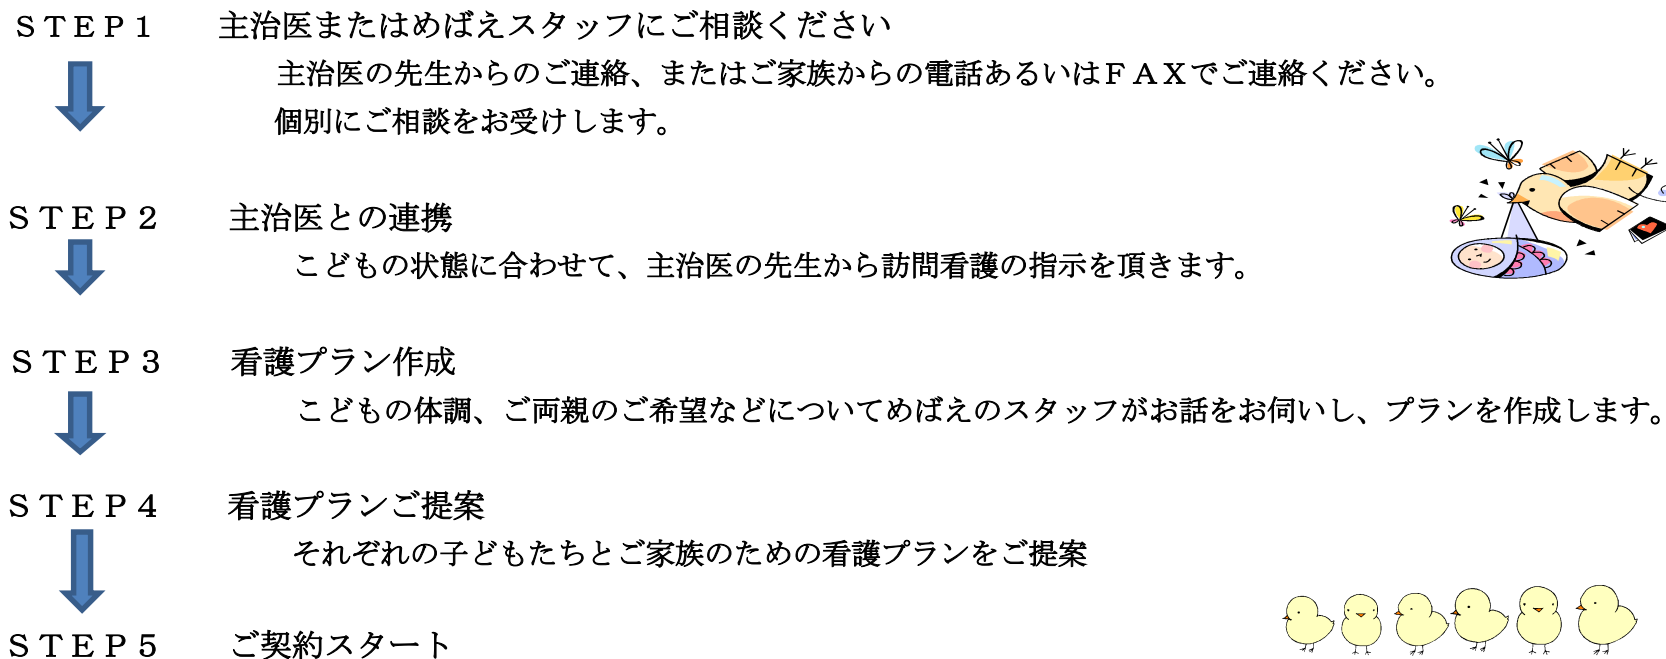 ＳＴＥＰ１　主治医またはめばえスタッフにご相談ください
主治医の先生からのご連絡、またはご家族からの電話あるいはＦＡＸでご連絡ください。
個別にご相談をお受けします。
ＳＴＥＰ２　主治医との連携
こどもの状態に合わせて、主治医の先生から訪問看護の指示を頂きます。
ＳＴＥＰ３　看護プラン作成
こどもの体調、ご両親のご希望などについてめばえのスタッフがお話をお伺いし、プランを作成します。
ＳＴＥＰ４　看護プランご提案
それぞれの子どもたちとご家族のための看護プランをご提案
ＳＴＥＰ５　ご契約スタート